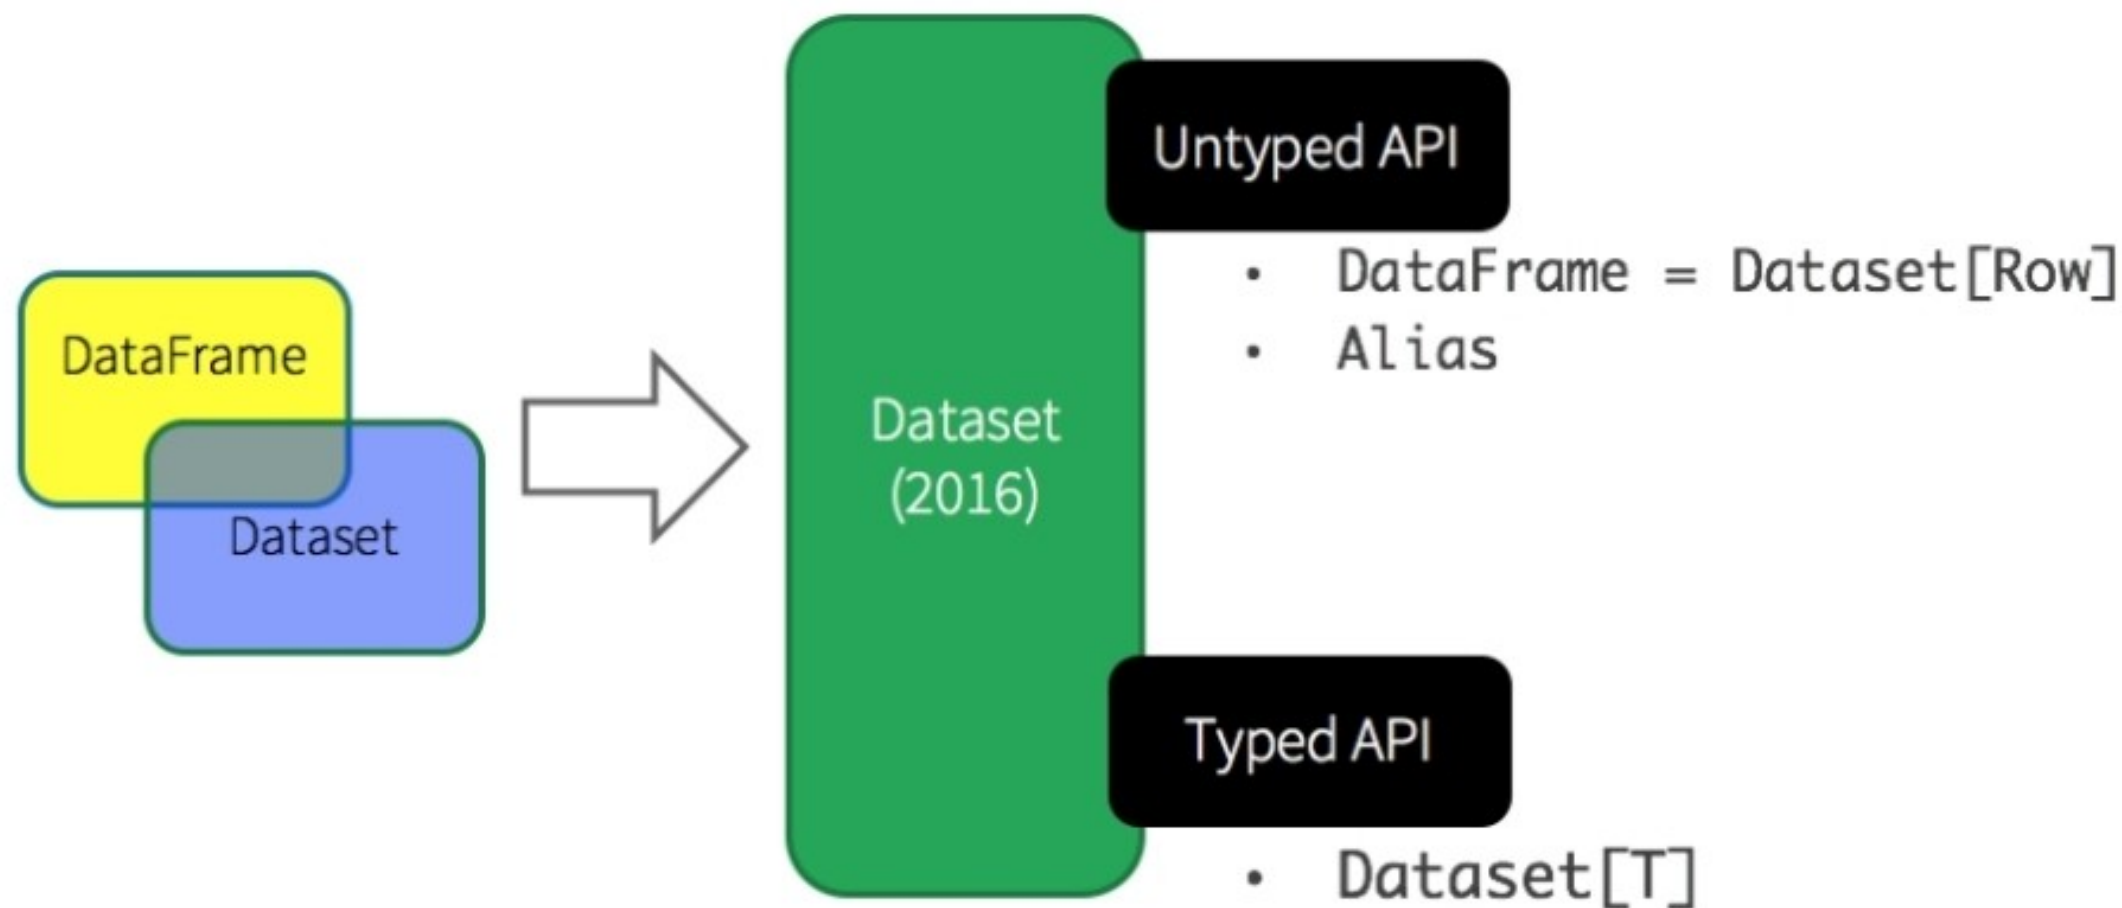 DataFrame
Dataset
Dataset
(2016)
Untyped API
• DataFrame = Dataset[Row]
• Alias
Typed API
• Dataset[T]